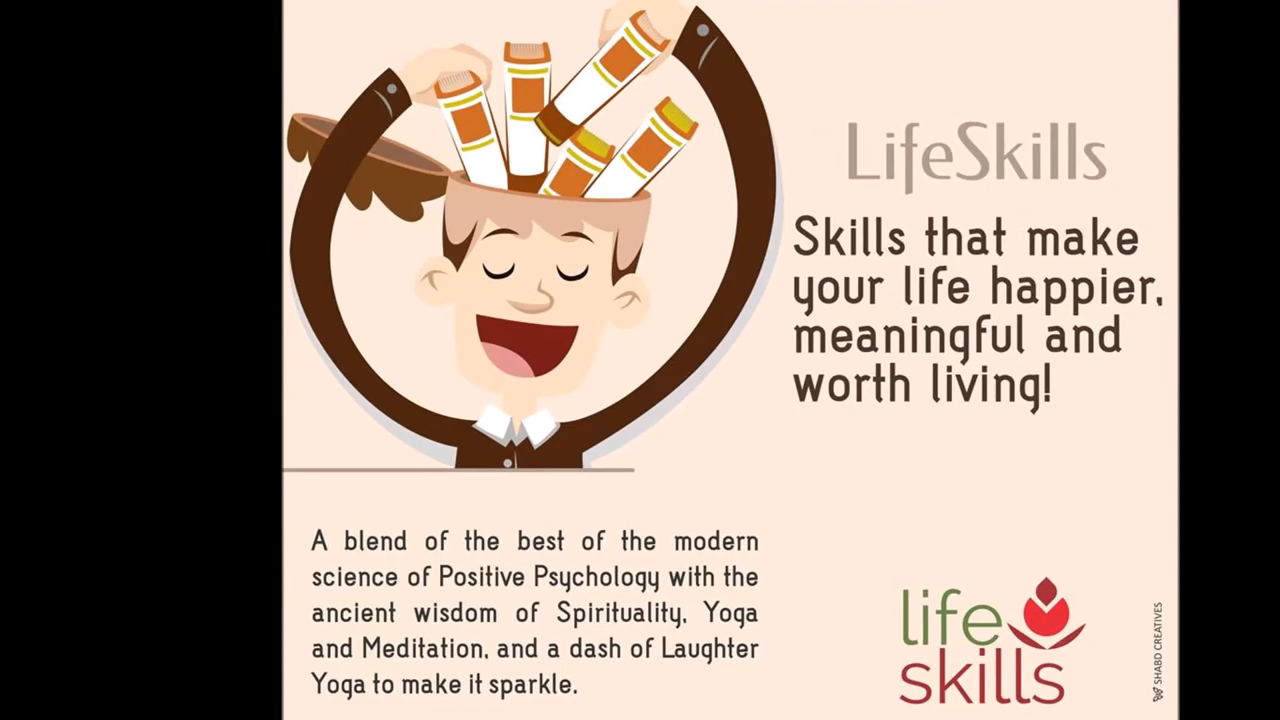 LifeSkills
Skills that make
your life happier,
meaningful and
worth living!
A blend of the best of the modern
science of Positive Psychology with the
ancient wisdom of Spirituality, Yoga
and Meditation, and a dash of Laughter
Yoga to make it sparkle.
life
skills
SHABD CREATIVES